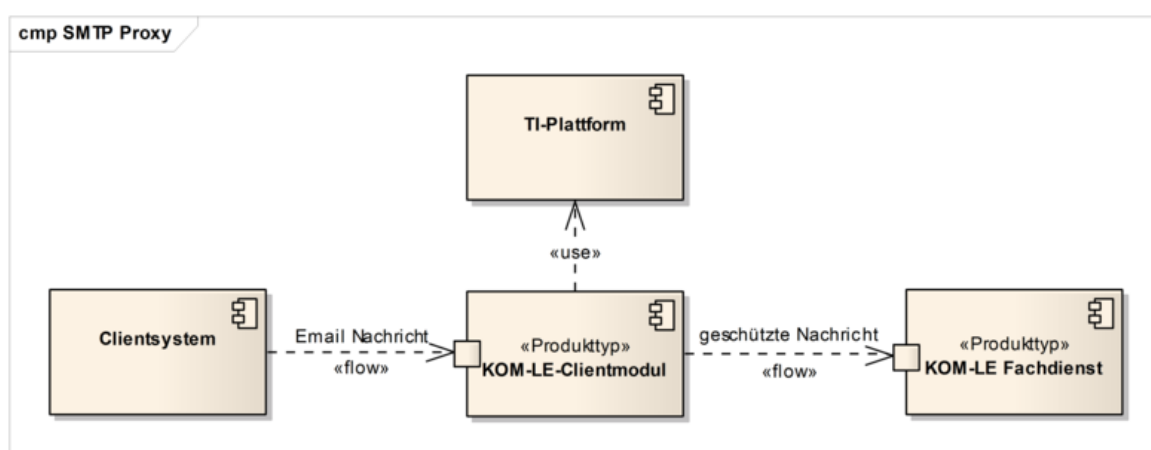 cmp SMTP Proxy
TI-Plattform
«use»
Clientsystem
Email Nachricht
«flow»
«Produkttyp»
KOM-LE-Clientmodul
geschützte Nachricht
«flow»
«Produkttyp»
KOM-LE Fachdienst